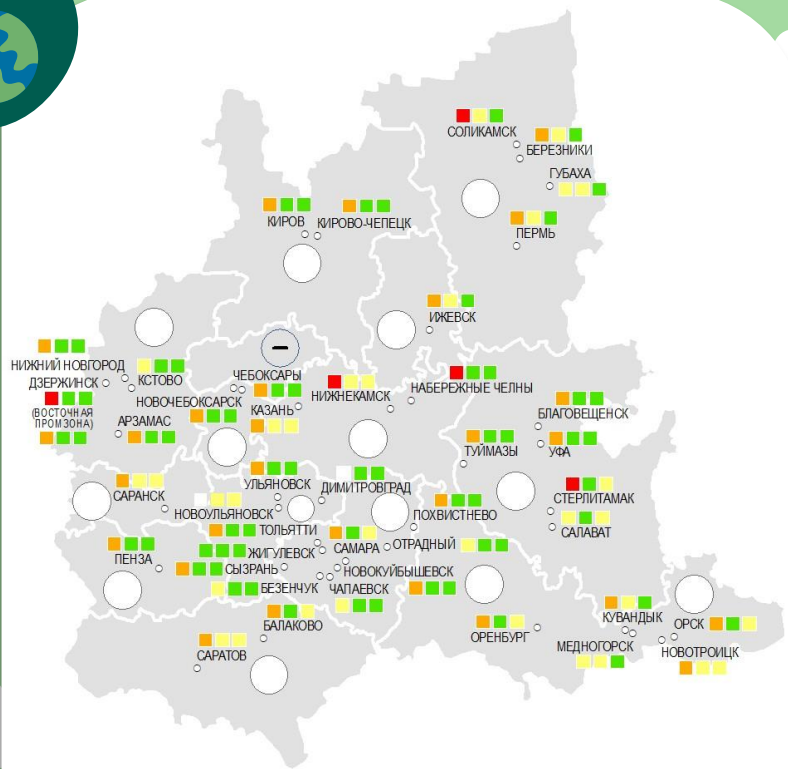 СОЛИКАМСК
БЕРЕЗНИКИ
ГУБАХА
КИРОВ
КИРОВО-ЧЕПЕЦК
ПЕРМЬ
ИЖЕВСК
НИЖНИЙ НОВГОРОД
ДЗЕРЖИНСК
КСТОВО
(ВОСТОЧНАЯ
ПРОМЗОНА)
АРЗАМАС
НОВОЧЕБОКСАРСК
ЧЕБОКСАРЫ
КАЗАНЬ
НИЖНЕКАМСК
НАБЕРЕЖНЫЕ ЧЕЛНЫ
БЛАГОВЕЩЕНСК
ТУЙМАЗЫ
УФА
САРАНСК
УЛЬЯНОВСК
ДИМИТРОВГРАД
СТЕРЛИТАМАК
НОВОУЛЬЯНОВСК
ПОХВИСТНЕВО
САЛАВАТ
ТОЛЬЯТТИ
ПЕНЗА
ЖИГУЛЕВСК
САМАРА
ОТРАДНЫЙ
СЫЗРАНЬ
НОВОКУЙБЫШЕВСК
БЕЗЕНЧУК
ЧАПАЕВСК
БАЛАКОВО
САРАТОВ
ОРЕНБУРГ
КУВАНДЫК
ОРСК
МЕДНОГОРСК
НОВОТРОИЦК